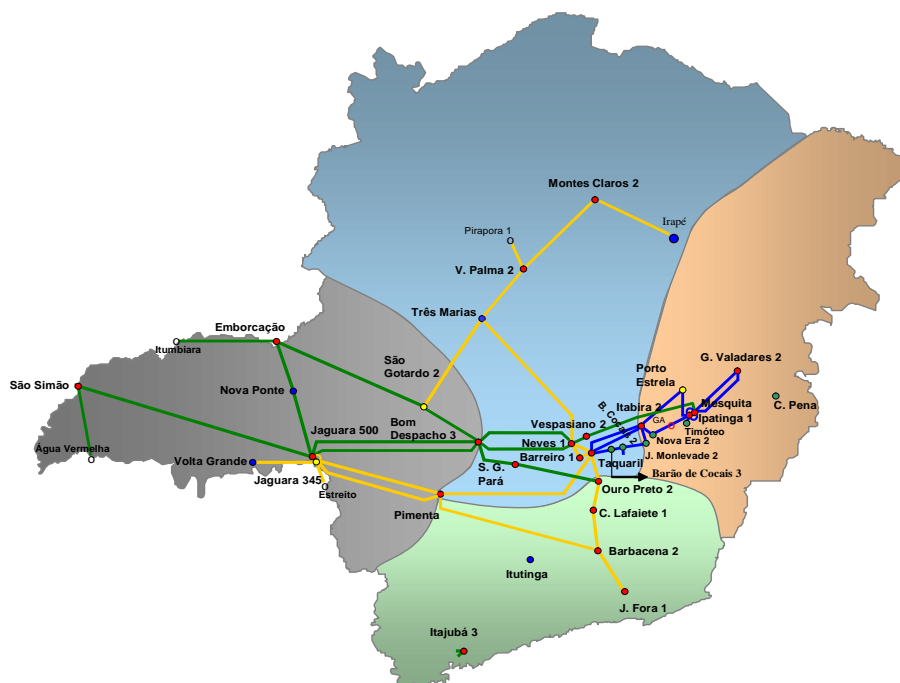 Montes Claros 2
Irapé
Pirapora 1
V. Palma 2
Três Marias
Emborcação
Itumbiara
São
Gotardo 2
G. Valadares 2
Porto
Estrela
São Simão
Nova Ponte
C. Pena
Mesquita
Itabira 2
B. Cocais 2
GA
Ipatinga 1
Timóteo
Vespasiano 2
Bom
Despacho 3
Jaguara 500
Neves 1
Nova Era 2
Água Vermelha
Barreiro 1
J. Monlevade 2
Volta Grande
S. G.
Pará
Taquaril
Barão de Cocais 3
Jaguara 345
Estreito
Ouro Preto 2
Pimenta
C. Lafaiete 1
Barbacena 2
Itutinga
J. Fora 1
Itajubá 3